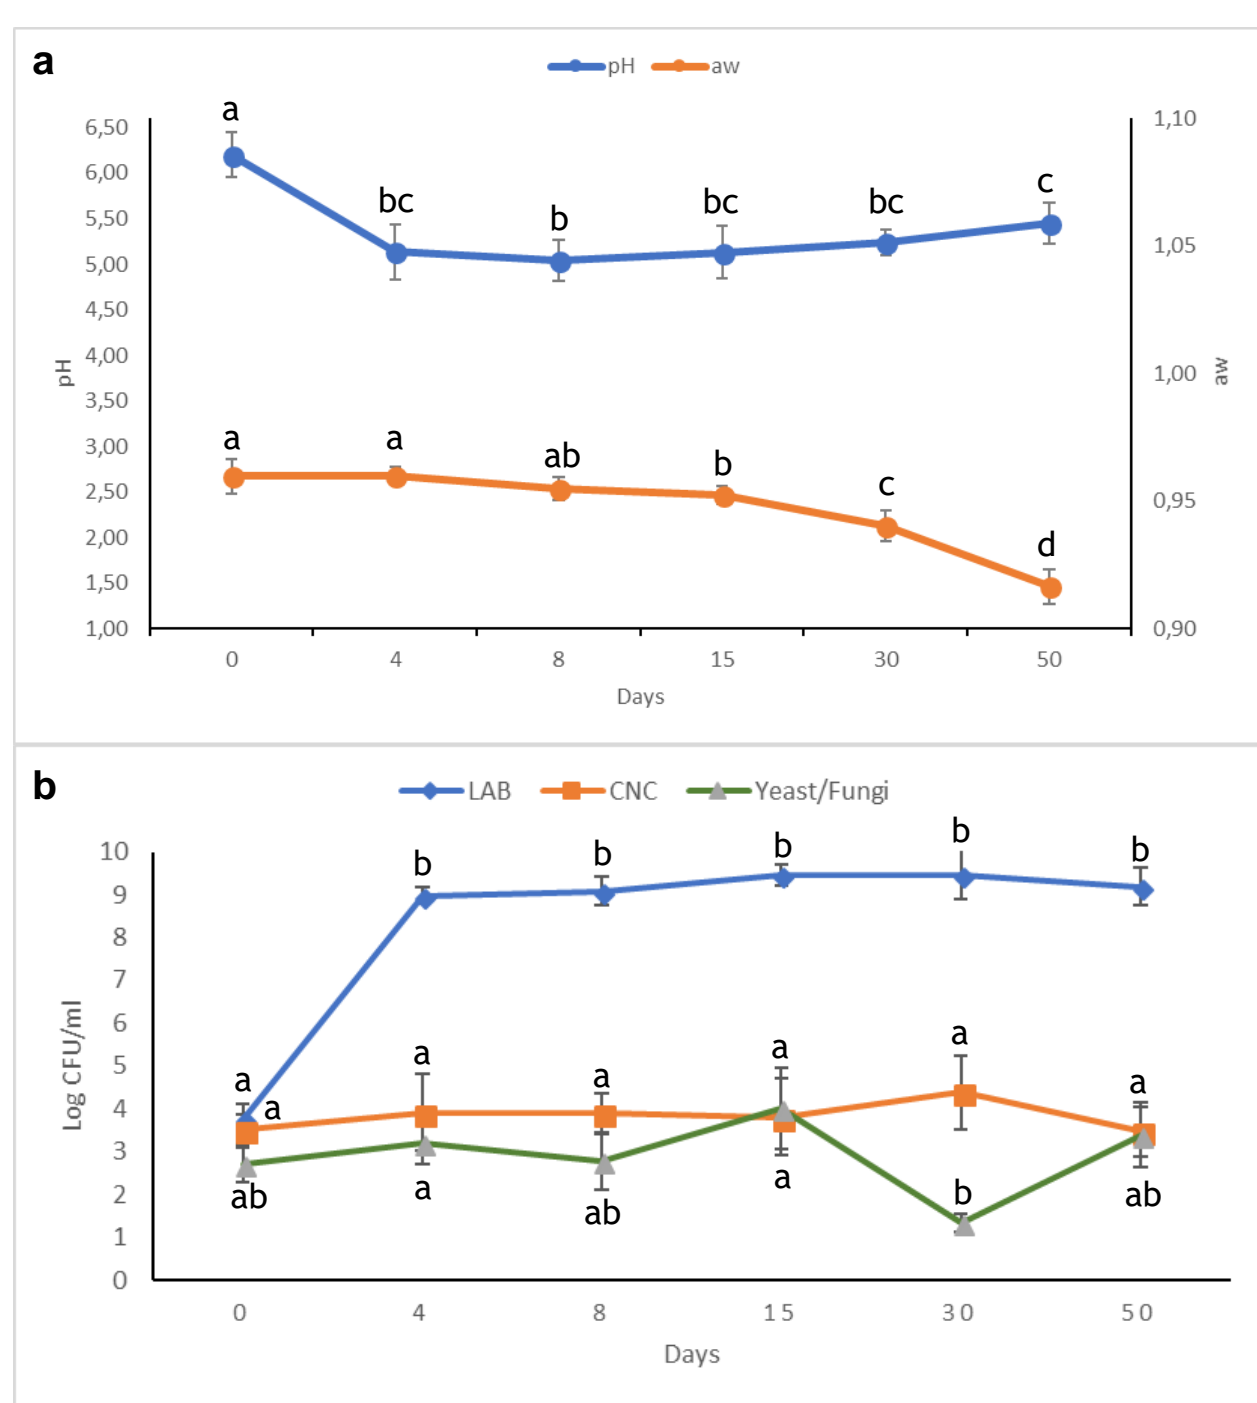 a
pH aw
a
6,50 1,10
6,00
bc bc bc c
5,50 b
1,05
5,00
4,50
4,00
pH 1,00 aw
3,50
3,00 a a
ab b
2,50 c 0,95
2,00 d
1,50
1,00 0,90
0 4 8 15 30 50
Days
b
LAB CNC Yeast/Fungi
10 b b b b b
9
8
7
6
Log CFU/ml
5 a a a a a a
4 a
3
2 ab a ab a b ab
1
0
0 4 8 15 30 50
Days